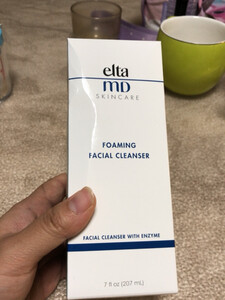 elta
MD
SKINCARE
FOAMING
FACIAL CLEANSER
FACIAL CLEANSER WITH ENZYME
7 fl oz (207 mL)